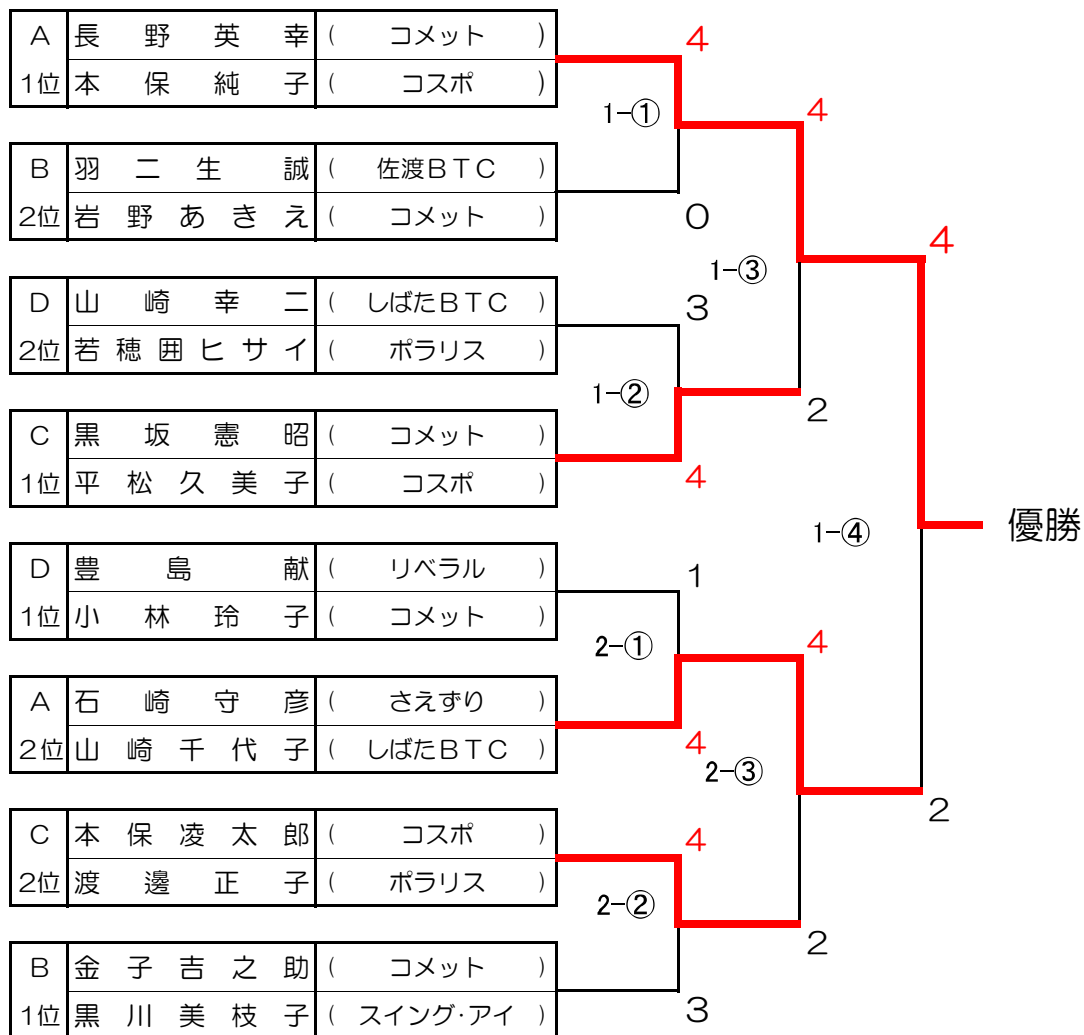 A 長野英幸 ( コメット )
1位 本保純子 ( コスポ )
B 羽二生誠 ( 佐渡BTC )
2位 岩野あきえ ( コメット )
D 山崎幸二 ( しばたBTC )
2位 若穂囲ヒサイ ( ポラリス )
C 黒坂憲昭 ( コメット )
1位 平松久美子 ( コスポ )
D 豊島献 ( リベラル )
1位 小林玲子 ( コメット )
A 石崎守彦 ( さえずり )
2位 山崎千代子 ( しばたBTC )
C 本保凌太郎 ( コスポ )
2位 渡邊正子 ( ポラリス )
B 金子吉之助 ( コメット )
1位 黒川美枝子 ( スイング・アイ )
4
1-①
0
3
1-②
4
1
2-①
4
4
2-②
3
4
1-③
2
4
2-③
2
4
1-④
2
優勝